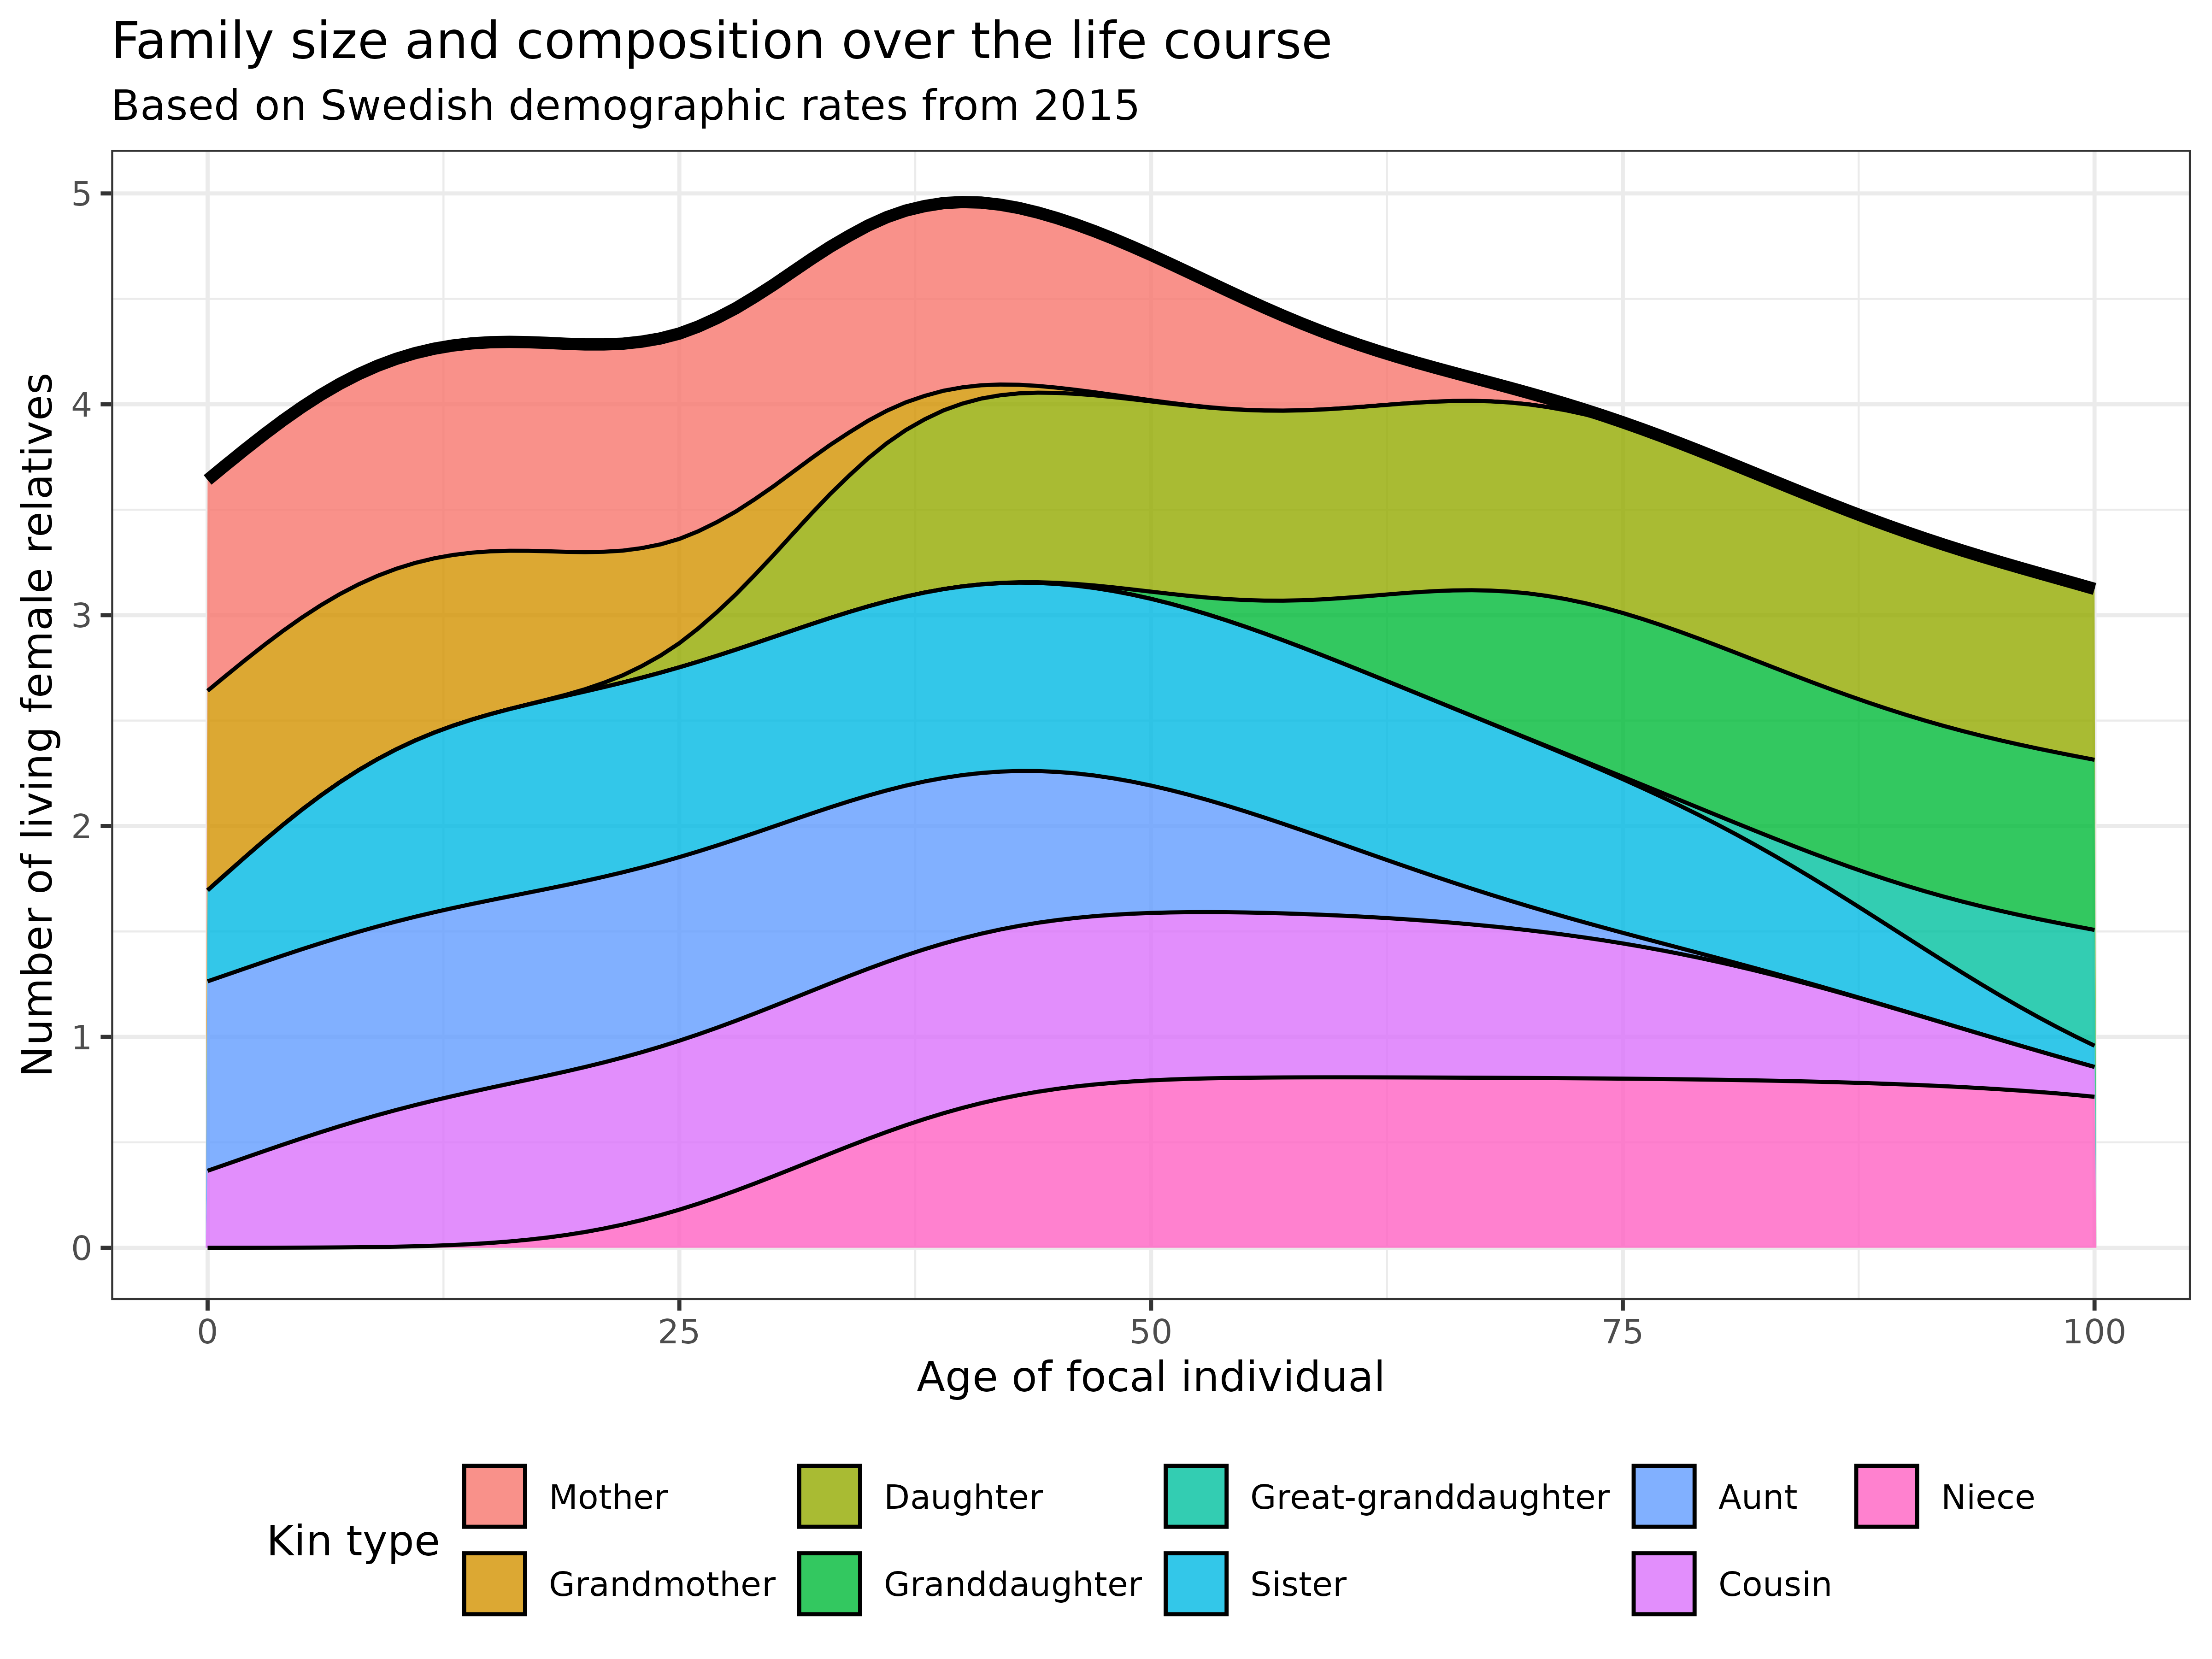 Family size and composition over the life course
Based on Swedish demographic rates from 2015
Number of living female relatives
5
4
3
2
1
0
0 25 50 75 100
Age of focal individual
Kin type
Mother Daughter Great-granddaughter Aunt Niece
Grandmother Granddaughter Sister Cousin